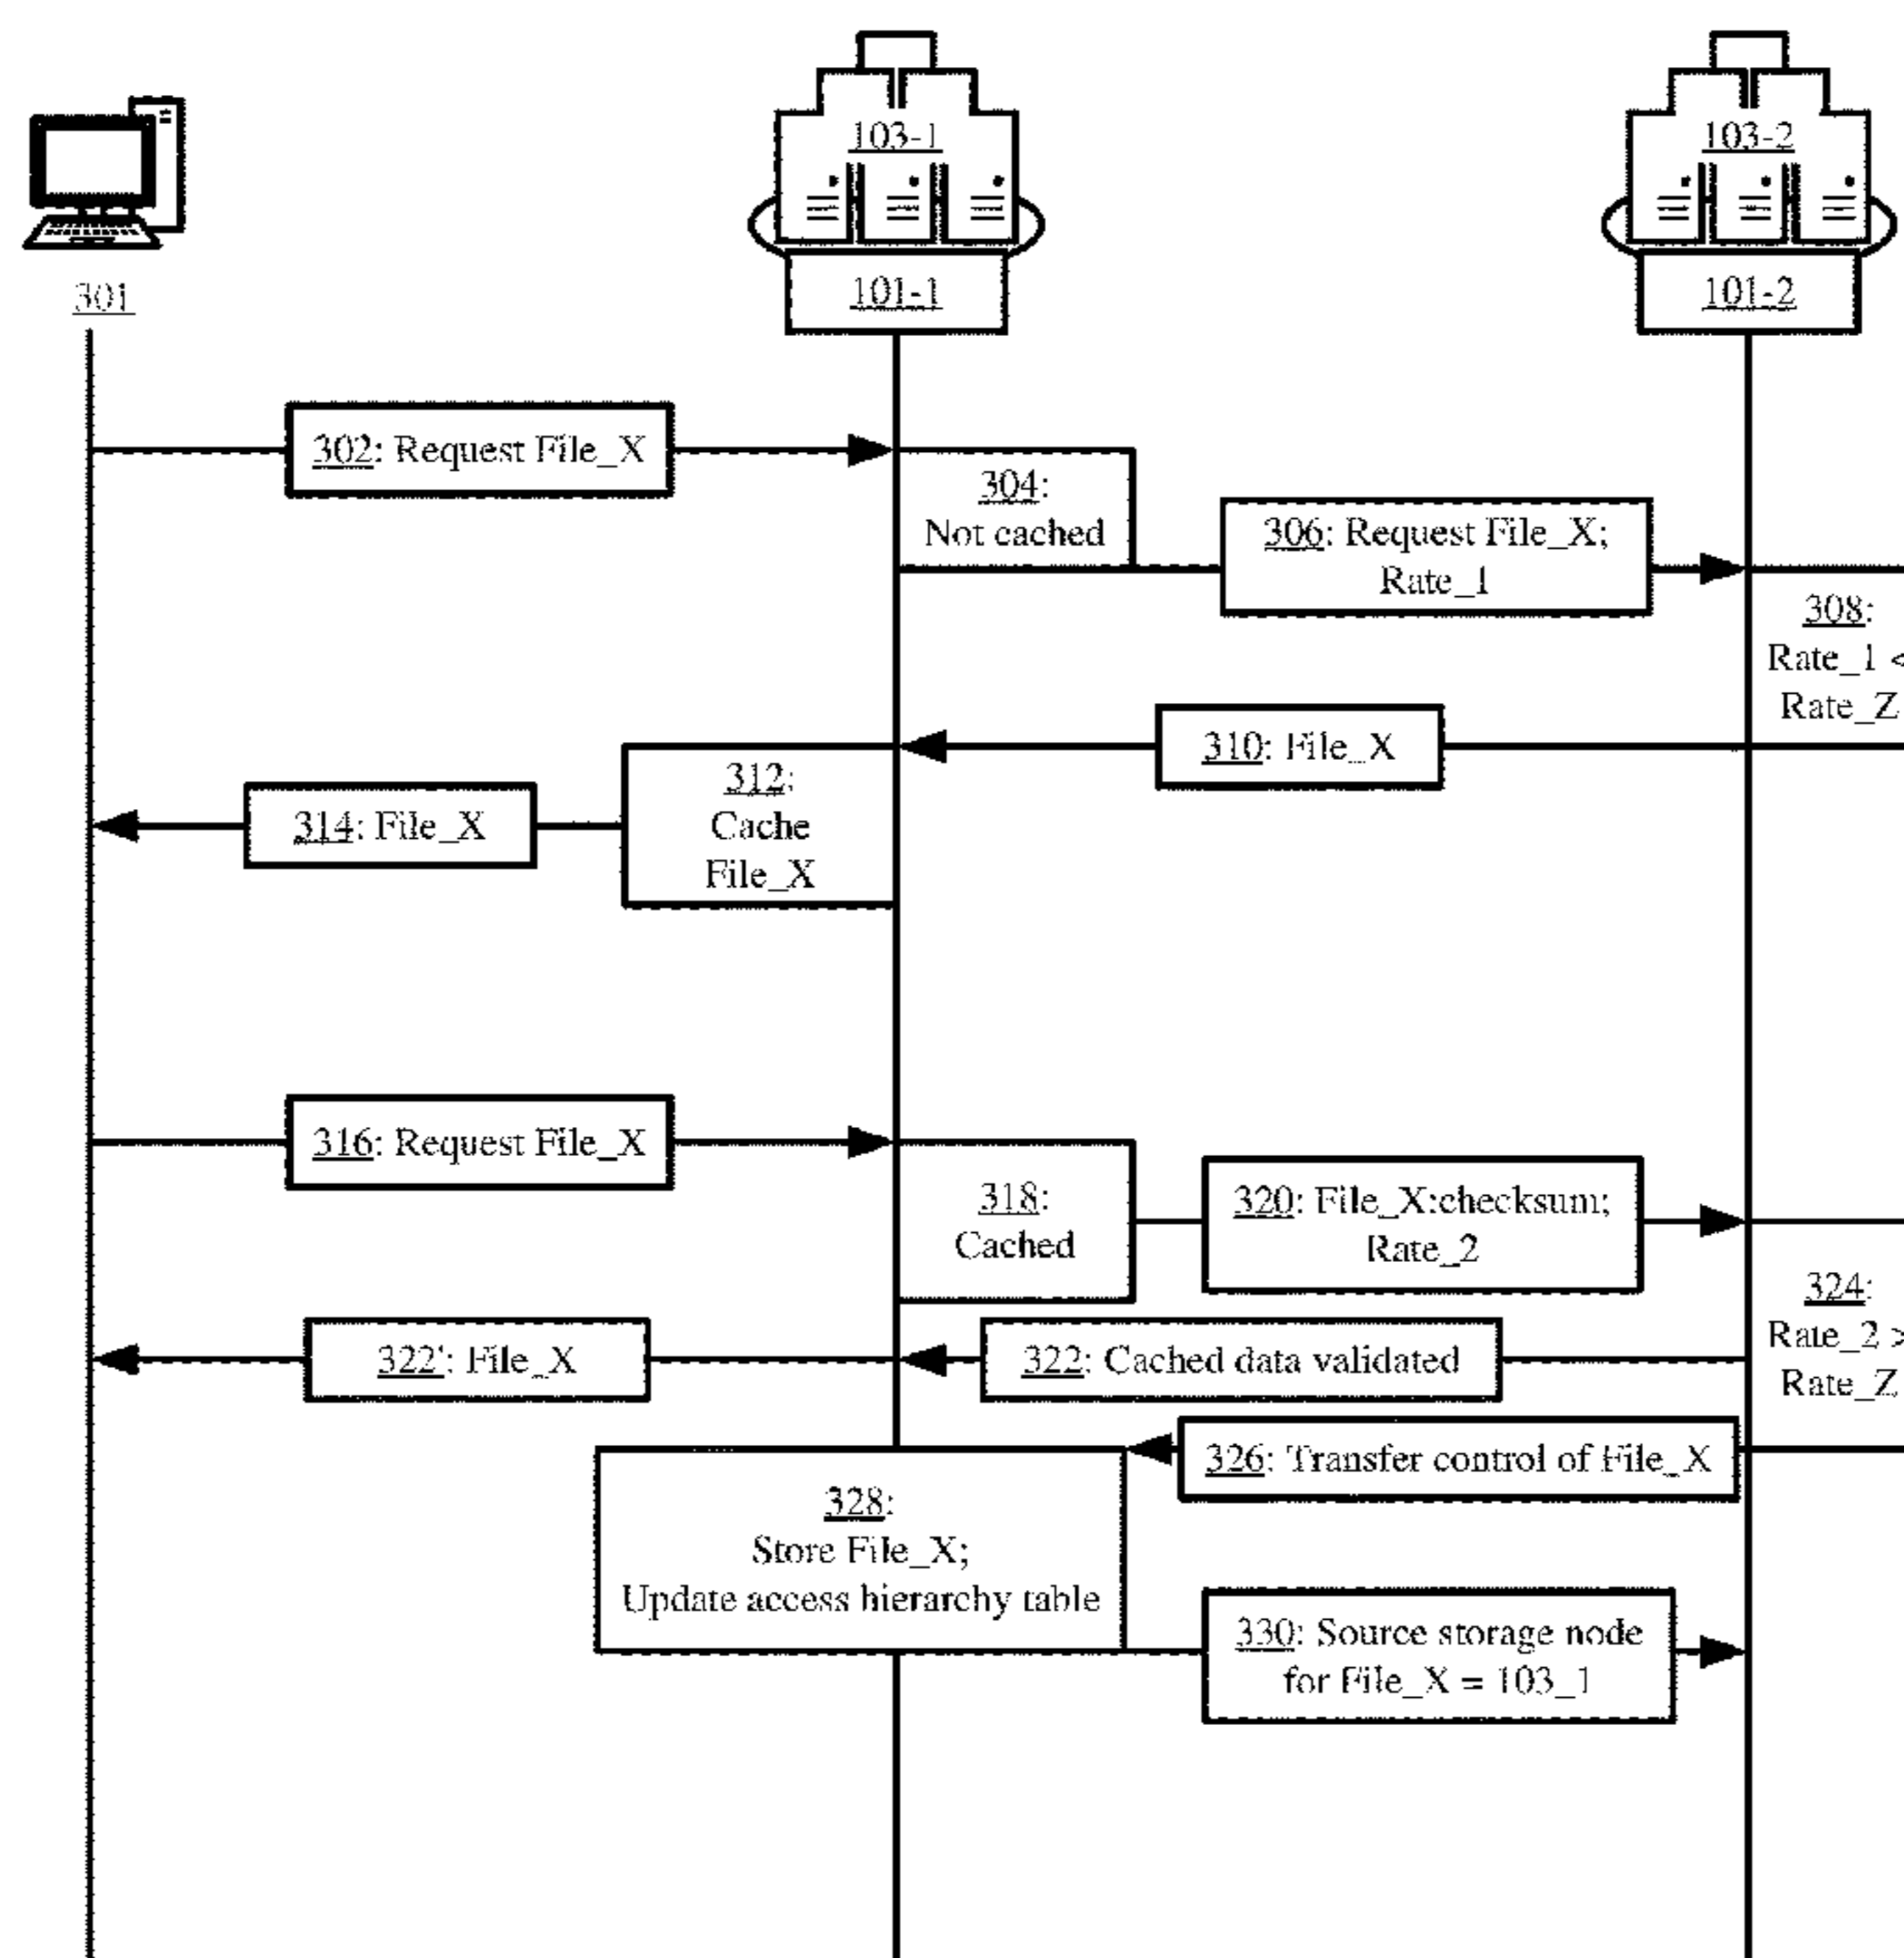 103-1
103-2
301
101-1
101-2
302: Request File_X
304:
Not cached
306: Request File_X;
Rate_1
308:
Rate_1 <
Rate_Z
310: File_X
312:
Cache
File_X
314: File_X
316: Request File_X
318:
Cached
320: File_X:checksum;
Rate_2
324:
Rate_2 >
Rate_Z
322': File_X
322: Cached data validated
326: Transfer control of File_X
328:
Store File_X;
Update access hierarchy table
330: Source storage node
for File_X = 103_1